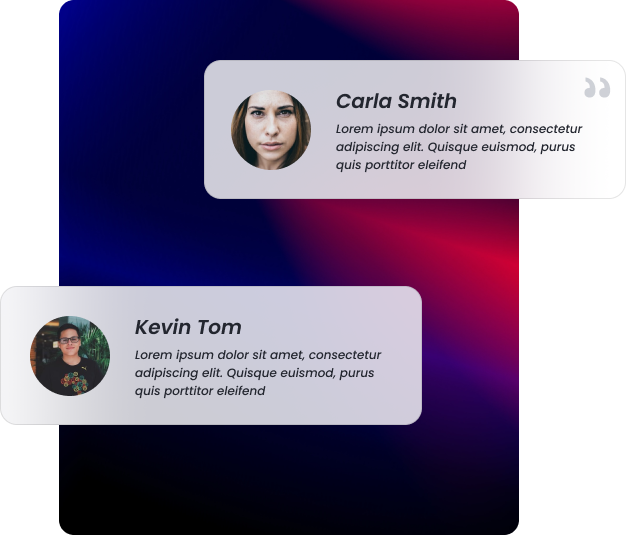 Carla Smith
Lorem ipsum dolor sit amet, consectetur
adipiscing elit. Quisque euismod, purus
quis porttitor eleifend
Kevin Tom
Lorem ipsum dolor sit amet, consectetur
adipiscing elit. Quisque euismod, purus
quis porttitor eleifend